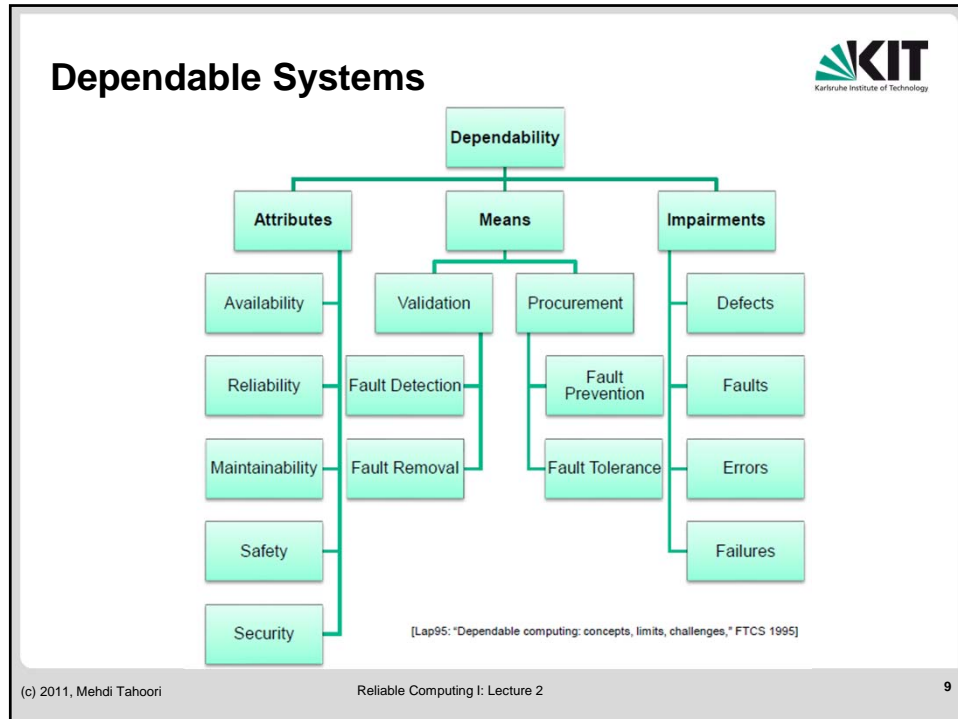 Dependable Systems
KIT
Karlsruhe Institute of Technology
Dependability
Attributes
Means
Impairments
Availability
Validation
Procurement
Defects
Reliability
Fault Detection
Fault
Prevention
Faults
Maintainability
Fault Removal
Fault Tolerance
Errors
Safety
Failures
Security
[Lap95: “Dependable computing: concepts, limits, challenges,” FTCS 1995]
(c) 2011, Mehdi Tahoori
Reliable Computing I: Lecture 2
9